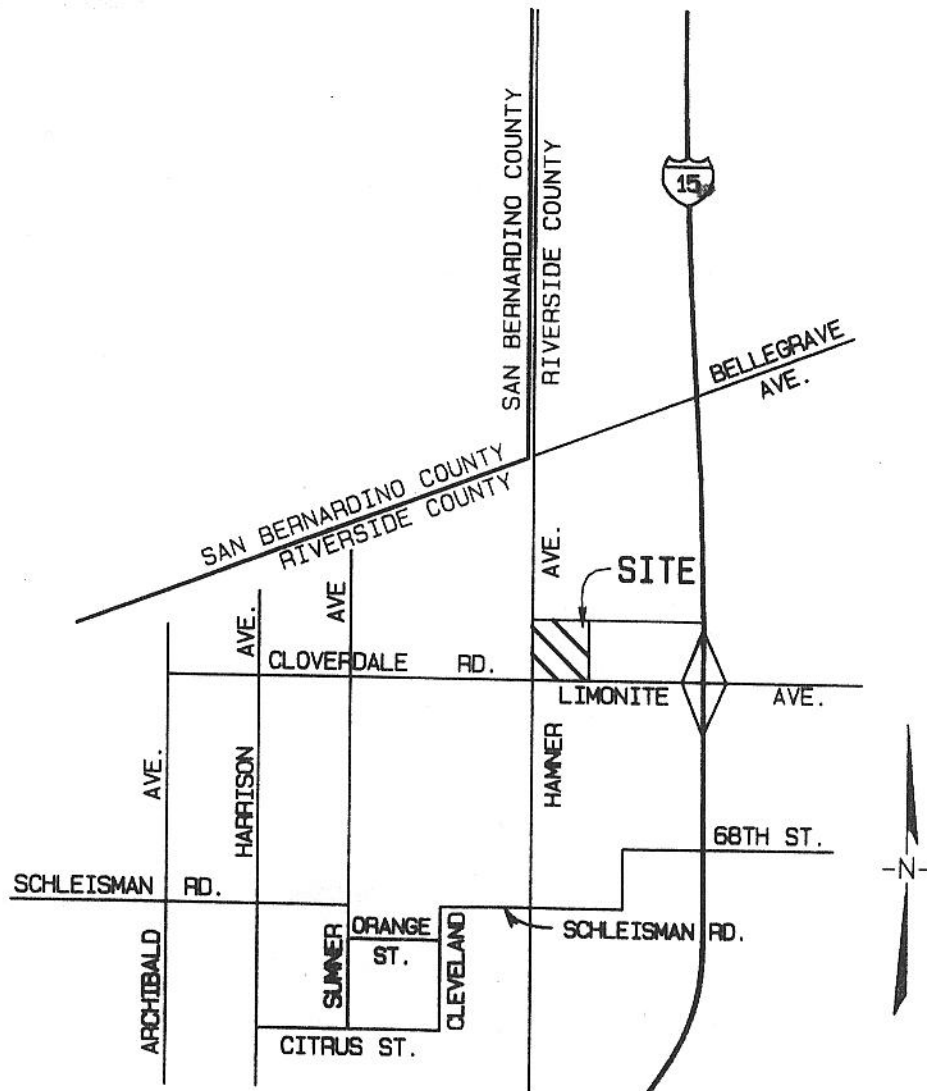 SAN BERNARDINO COUNTY
RIVERSIDE COUNTY
15
BELLEGRAVE
AVE.
SAN BERNARDINO COUNTY
RIVERSIDE COUNTY
AVE.
SITE
AVE.
AVE
CLOVERDALE RD.
LIMONITE AVE.
AVE.
HARRISON
HAMNER
68TH ST.
-N-
SCHLEISMAN RD.
ORANGE
ST.
SCHLEISMAN RD.
ARCHIBALD
SUMNER
CLEVELAND
CITRUS ST.